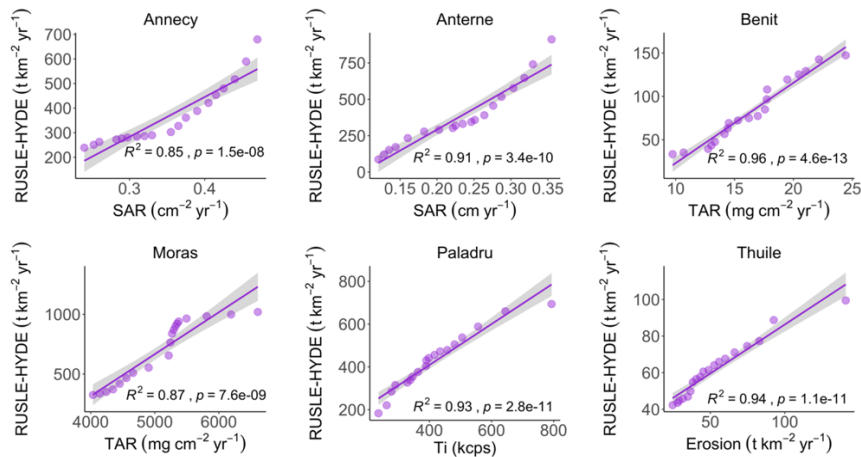 Annecy
Anterne
Benit
RUSLE-HYDE (t km⁻² yr⁻¹)
700
600
500
400
300
200
R² = 0.85 , p = 1.5e-08
0.3 0.4
SAR (cm⁻² yr⁻¹)
RUSLE-HYDE (t km⁻² yr⁻¹)
750
500
250
0
R² = 0.91 , p = 3.4e-10
0.10 0.15 0.20 0.25 0.30 0.35
SAR (cm yr⁻¹)
RUSLE-HYDE (t km⁻² yr⁻¹)
150
100
50
R² = 0.96 , p = 4.6e-13
10 15 20 25
TAR (mg cm⁻² yr⁻¹)
Moras
Paladru
Thuile
RUSLE-HYDE (t km⁻² yr⁻¹)
1000
500
R² = 0.87 , p = 7.6e-09
4000 5000 6000
TAR (mg cm⁻² yr⁻¹)
RUSLE-HYDE (t km⁻² yr⁻¹)
800
600
400
200
R² = 0.93 , p = 2.8e-11
400 600 800
Ti (kcps)
RUSLE-HYDE (t km⁻² yr⁻¹)
100
80
60
40
R² = 0.94 , p = 1.1e-11
50 100
Erosion (t km⁻² yr⁻¹)